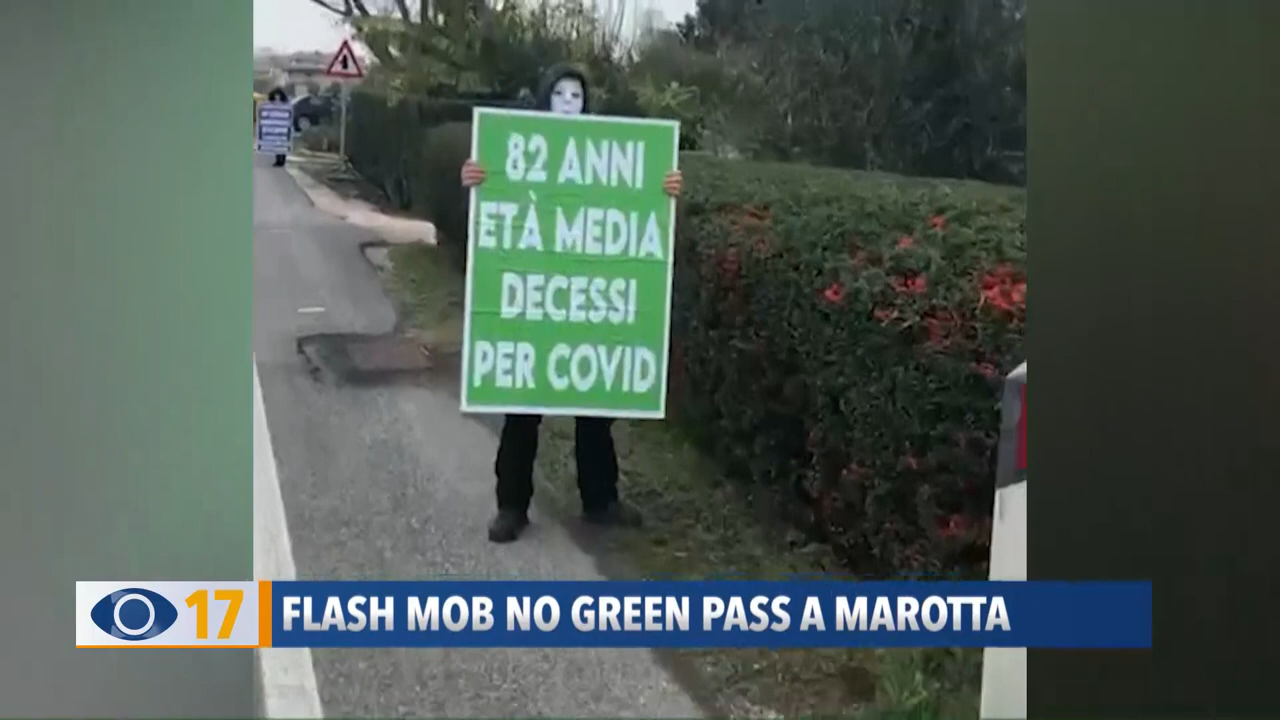 82 ANNI
ETÀ MEDIA
DECESSI
PER COVID
17 FLASH MOB NO GREEN PASS A MAROTTA